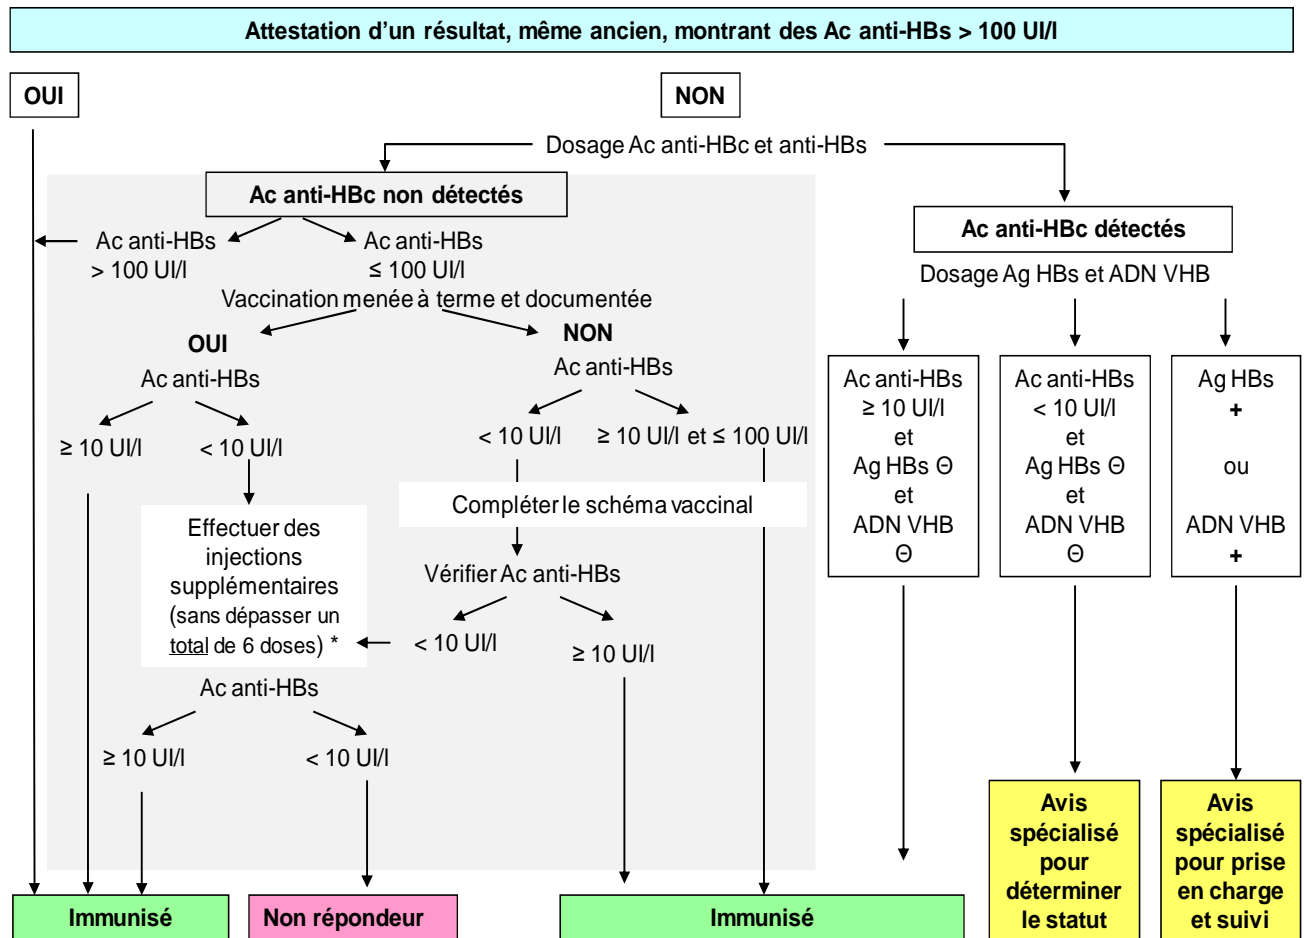 Attestation d’un résultat, même ancien, montrant des Ac anti-HBs > 100 UI/l
OUI
NON
Dosage Ac anti-HBc et anti-HBs
Ac anti-HBc non détectés
Ac anti-HBs
> 100 UI/l
Ac anti-HBs
≤ 100 UI/l
Vaccination menée à terme et documentée
OUI
Ac anti-HBs
≥ 10 UI/l
< 10 UI/l
NON
Ac anti-HBs
< 10 UI/l
≥ 10 UI/l et ≤ 100 UI/l
Effectuer des
injections
supplémentaires
(sans dépasser un
total de 6 doses) *
Compléter le schéma vaccinal
Vérifier Ac anti-HBs
< 10 UI/l
≥ 10 UI/l
Ac anti-HBs
≥ 10 UI/l
< 10 UI/l
Ac anti-HBc détectés
Dosage Ag HBs et ADN VHB
Ac anti-HBs
≥ 10 UI/l
et
Ag HBs Θ
et
ADN VHB
Θ
Ac anti-HBs
< 10 UI/l
et
Ag HBs Θ
et
ADN VHB
Θ
Ag HBs
+
ou
ADN VHB
+
Immunisé
Non répondeur
Immunisé
Avis
spécialisé
pour
déterminer
le statut
Avis
spécialisé
pour prise
en charge
et suivi